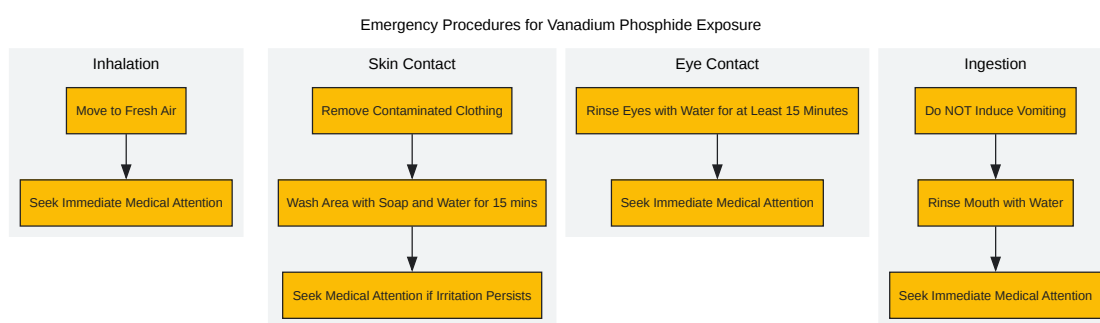 Emergency Procedures for Vanadium Phosphide Exposure
Inhalation
Move to Fresh Air
Seek Immediate Medical Attention
Skin Contact
Remove Contaminated Clothing
Wash Area with Soap and Water for 15 mins
Seek Medical Attention if Irritation Persists
Eye Contact
Rinse Eyes with Water for at Least 15 Minutes
Seek Immediate Medical Attention
Ingestion
Do NOT Induce Vomiting
Rinse Mouth with Water
Seek Immediate Medical Attention